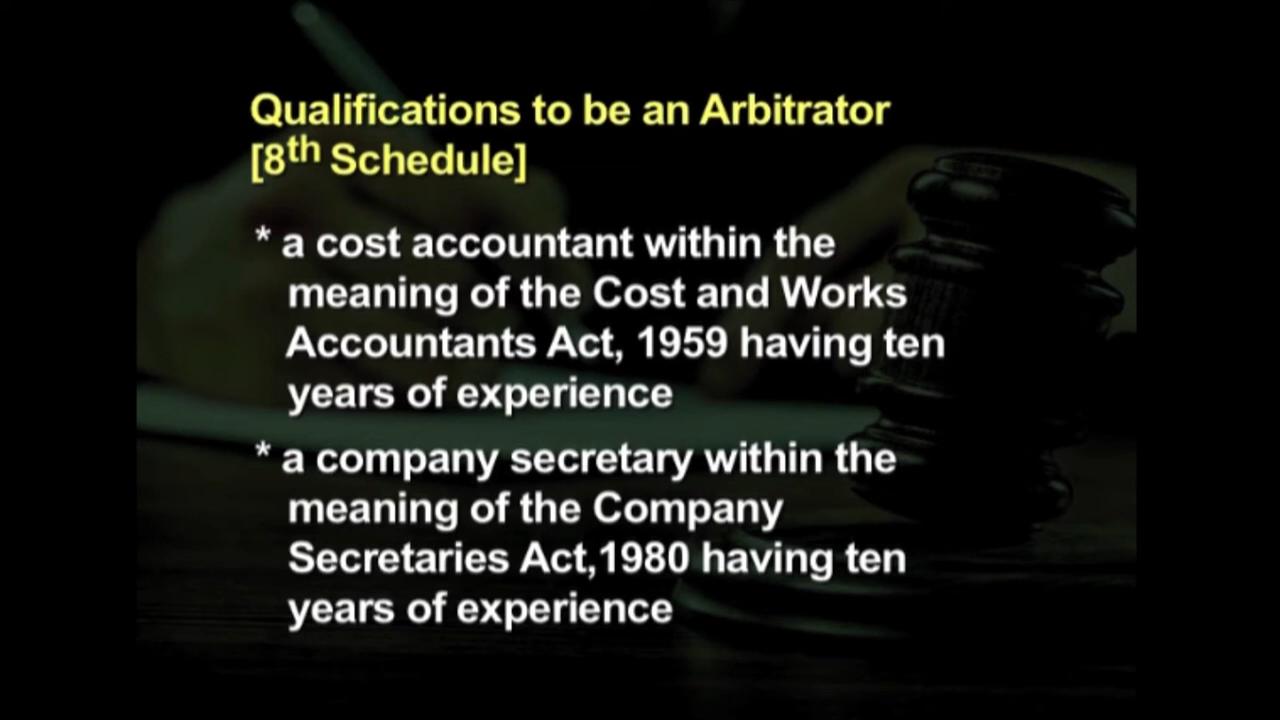 Qualifications to be an Arbitrator
[8th Schedule]
* a cost accountant within the
meaning of the Cost and Works
Accountants Act, 1959 having ten
years of experience
* a company secretary within the
meaning of the Company
Secretaries Act,1980 having ten
years of experience